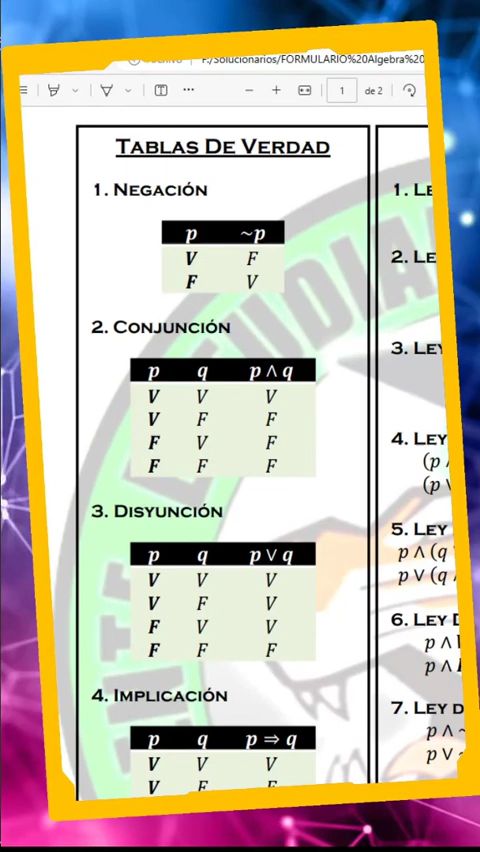 F:/Solucionarios/FORMULARIO%20Algebra%20
1
de 2
TABLAS DE VERDAD
1. NEGACIÓN
p ~p
V F
F V
2. CONJUNCIÓN
p q p ∧ q
V V V
V F F
F V F
F F F
3. DISYUNCIÓN
p q p ∨ q
V V V
V F V
F V V
F F F
4. IMPLICACIÓN
p q p ⇒ q
V V V
V F F
1. LE
2. LE
3. LEY
4. LEY
(p ∧
(p ∨
5. LEY
p ∧ (q
p ∨ (q
6. LEY D
p ∧ V
p ∧ F
7. LEY D
p ∧ ~
p ∨ ~